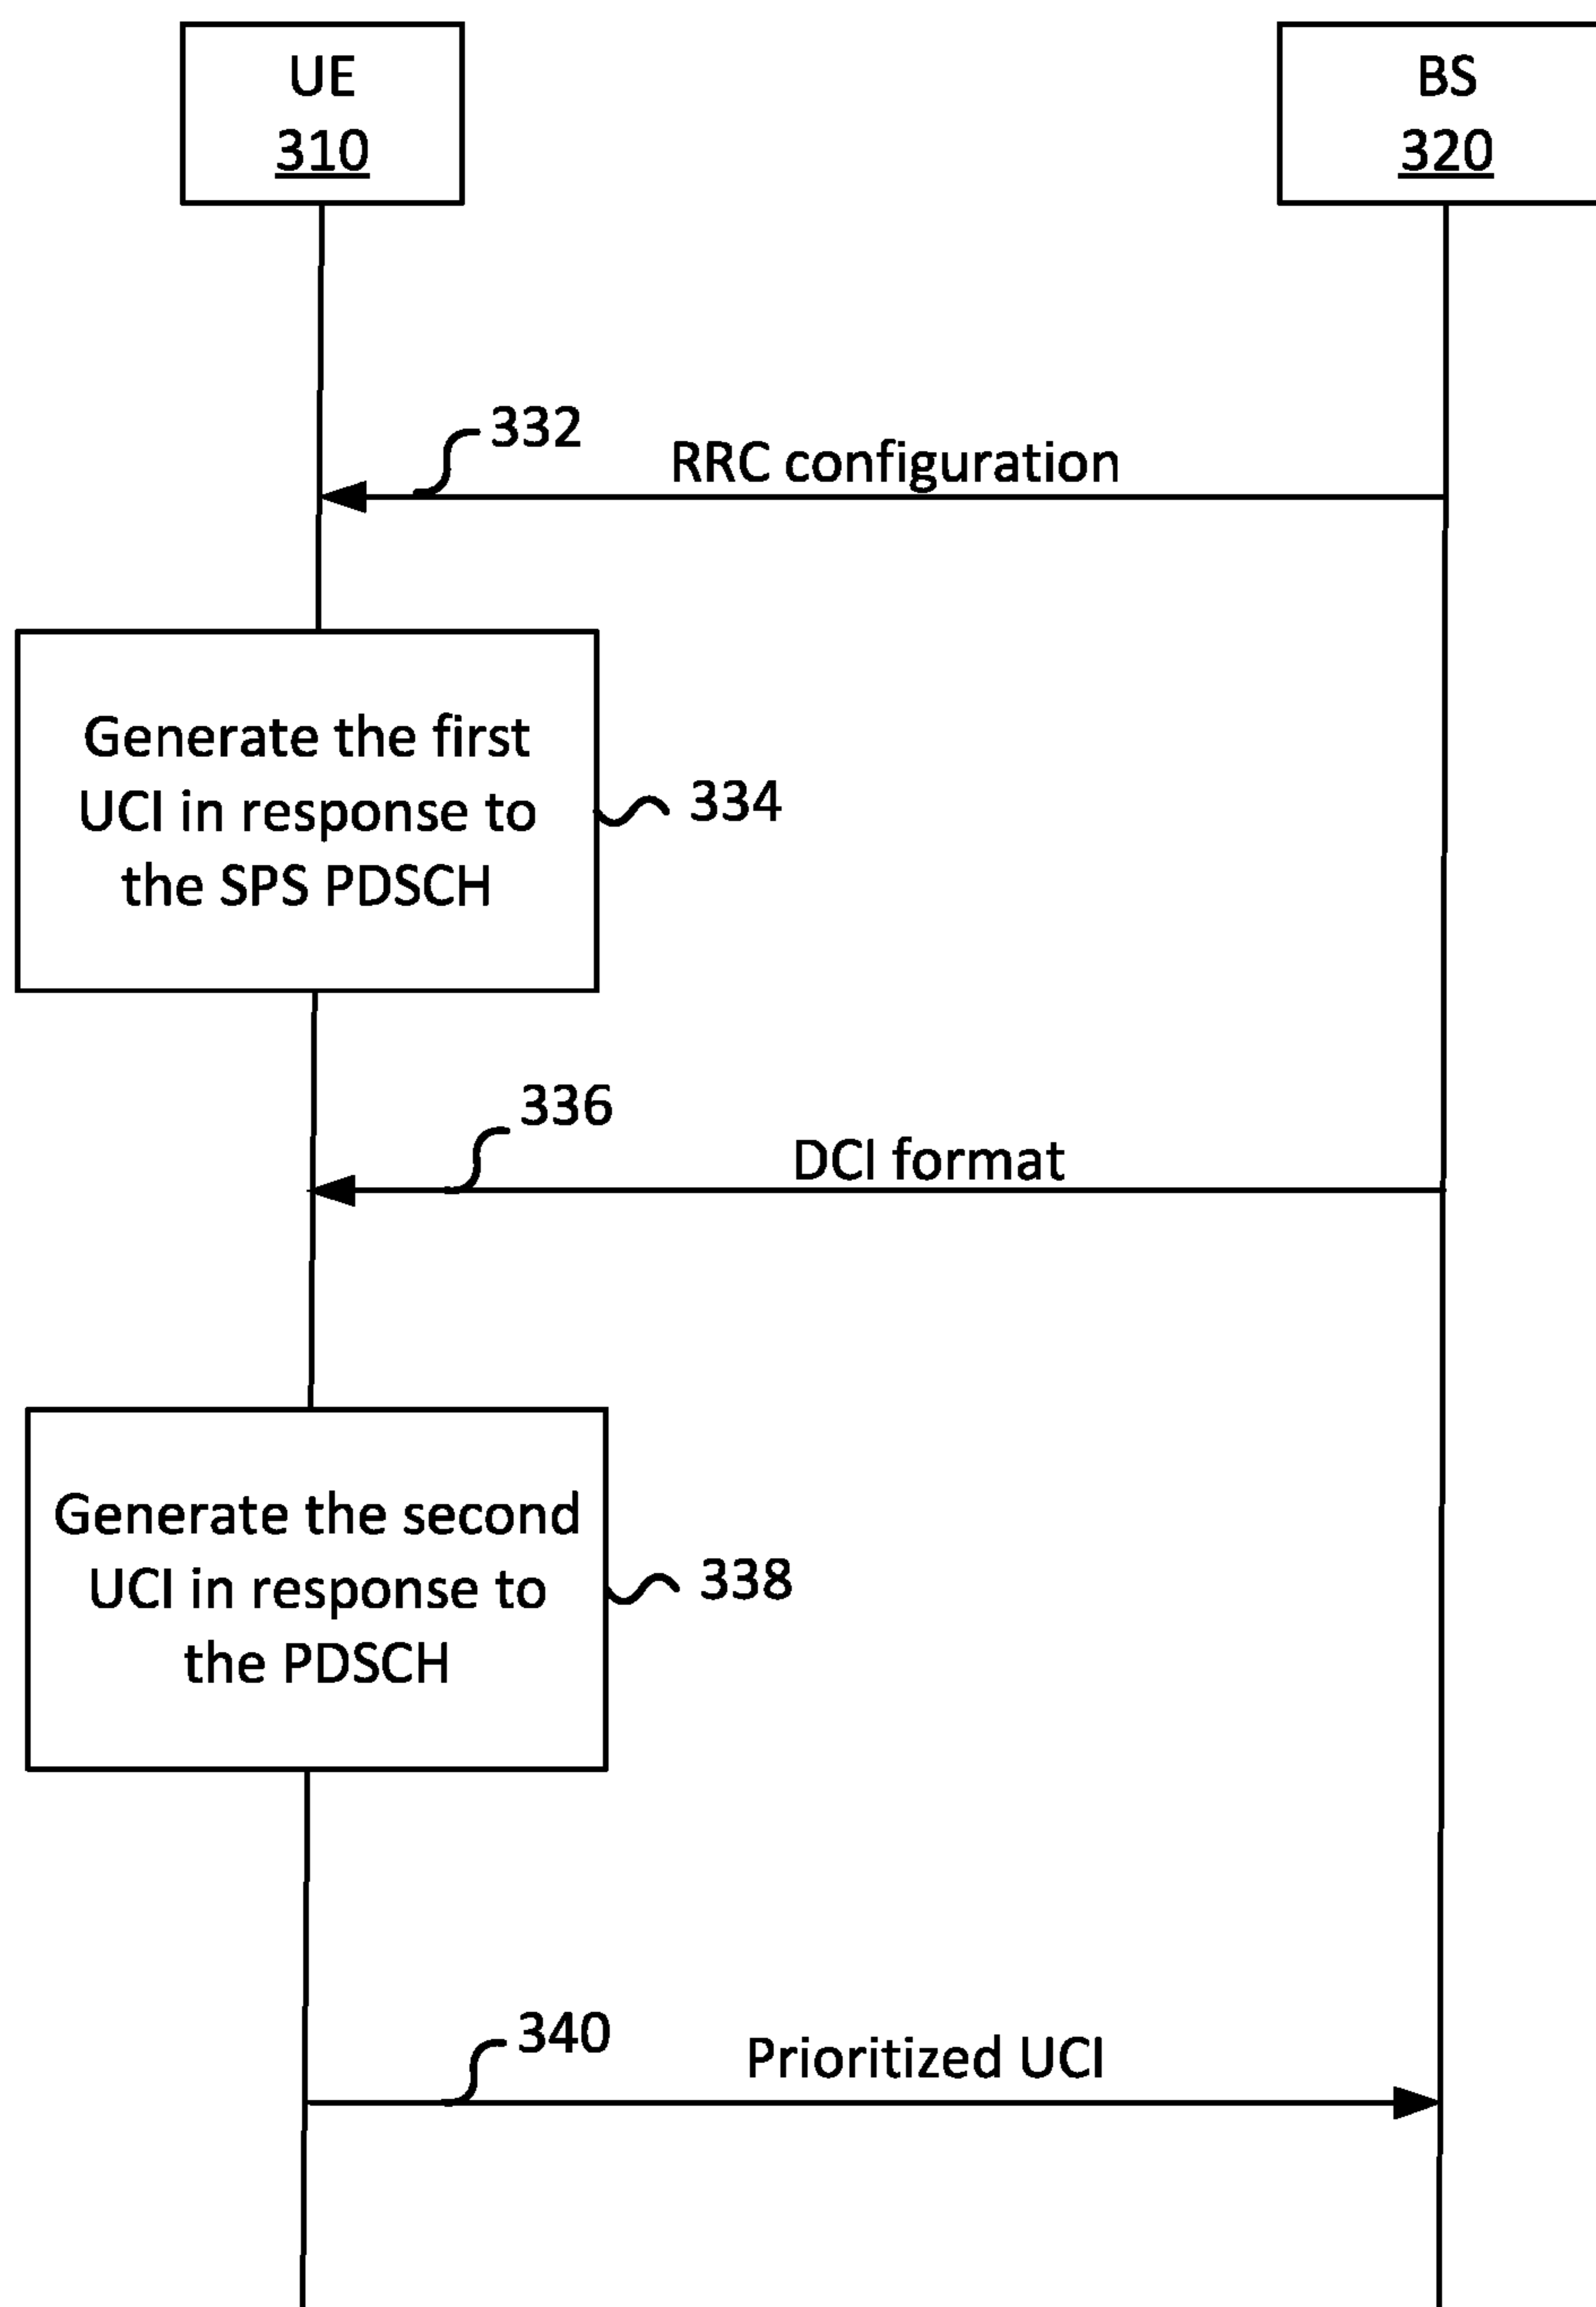 UE
310
BS
320
332
RRC configuration
Generate the first
UCI in response to
the SPS PDSCH
334
336
DCI format
Generate the second
UCI in response to
the PDSCH
338
340
Prioritized UCI